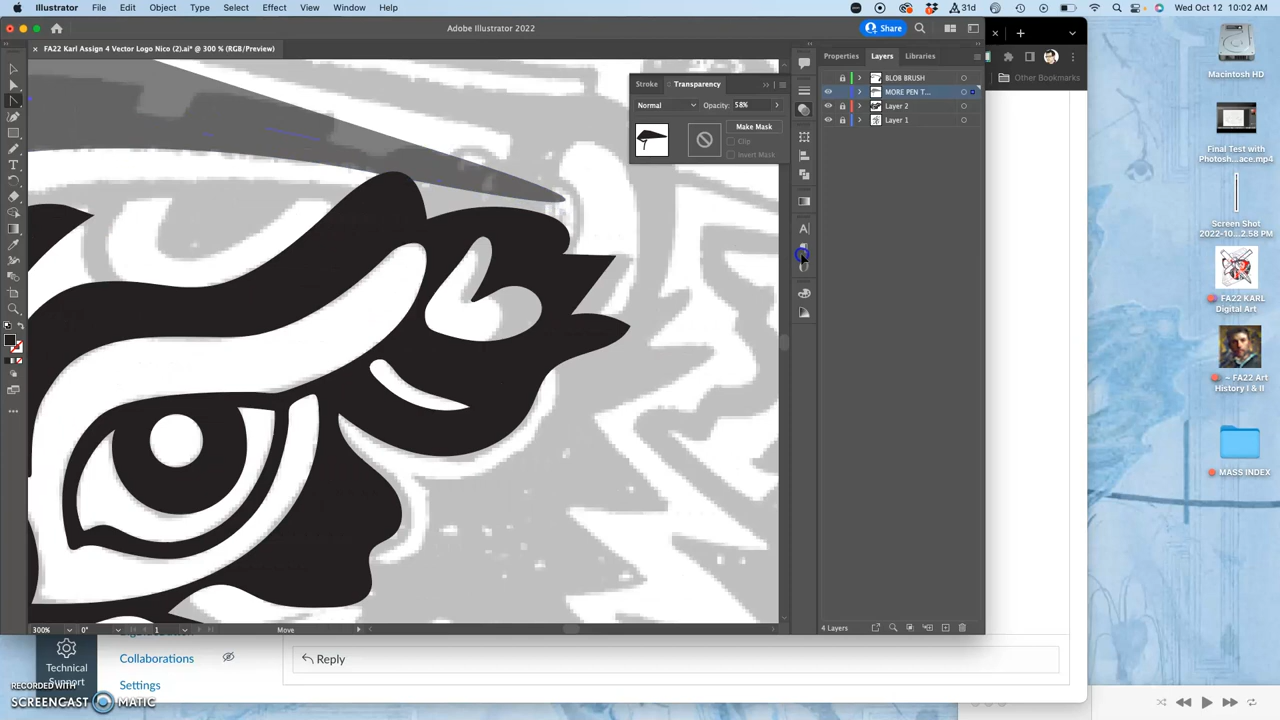 Illustrator File Edit Object Type Select Effect View Window Help
31d
Wed Oct 12 10:02 AM
Adobe Illustrator 2022
Share
× FA22 Karl Assign 4 Vector Logo Nico (2).ai* @ 300 % (RGB/Preview)
Stroke Transparency
Normal Opacity: 58%
Make Mask
Clip
Invert Mask
Properties Layers Libraries
BLOB BRUSH
MORE PEN T...
Layer 2
Layer 1
4 Layers
300% 0° 1 Move
Other Bookmarks
Macintosh HD
Final Test with
Photosh...ace.mp4
Screen Shot
2022-10...2.58 PM
FA22 KARL
Digital Art
~ FA22 Art
History I & II
MASS INDEX
Technical
Support
Collaborations
Settings
Reply
RECORDED WITH
SCREENCAST MATIC